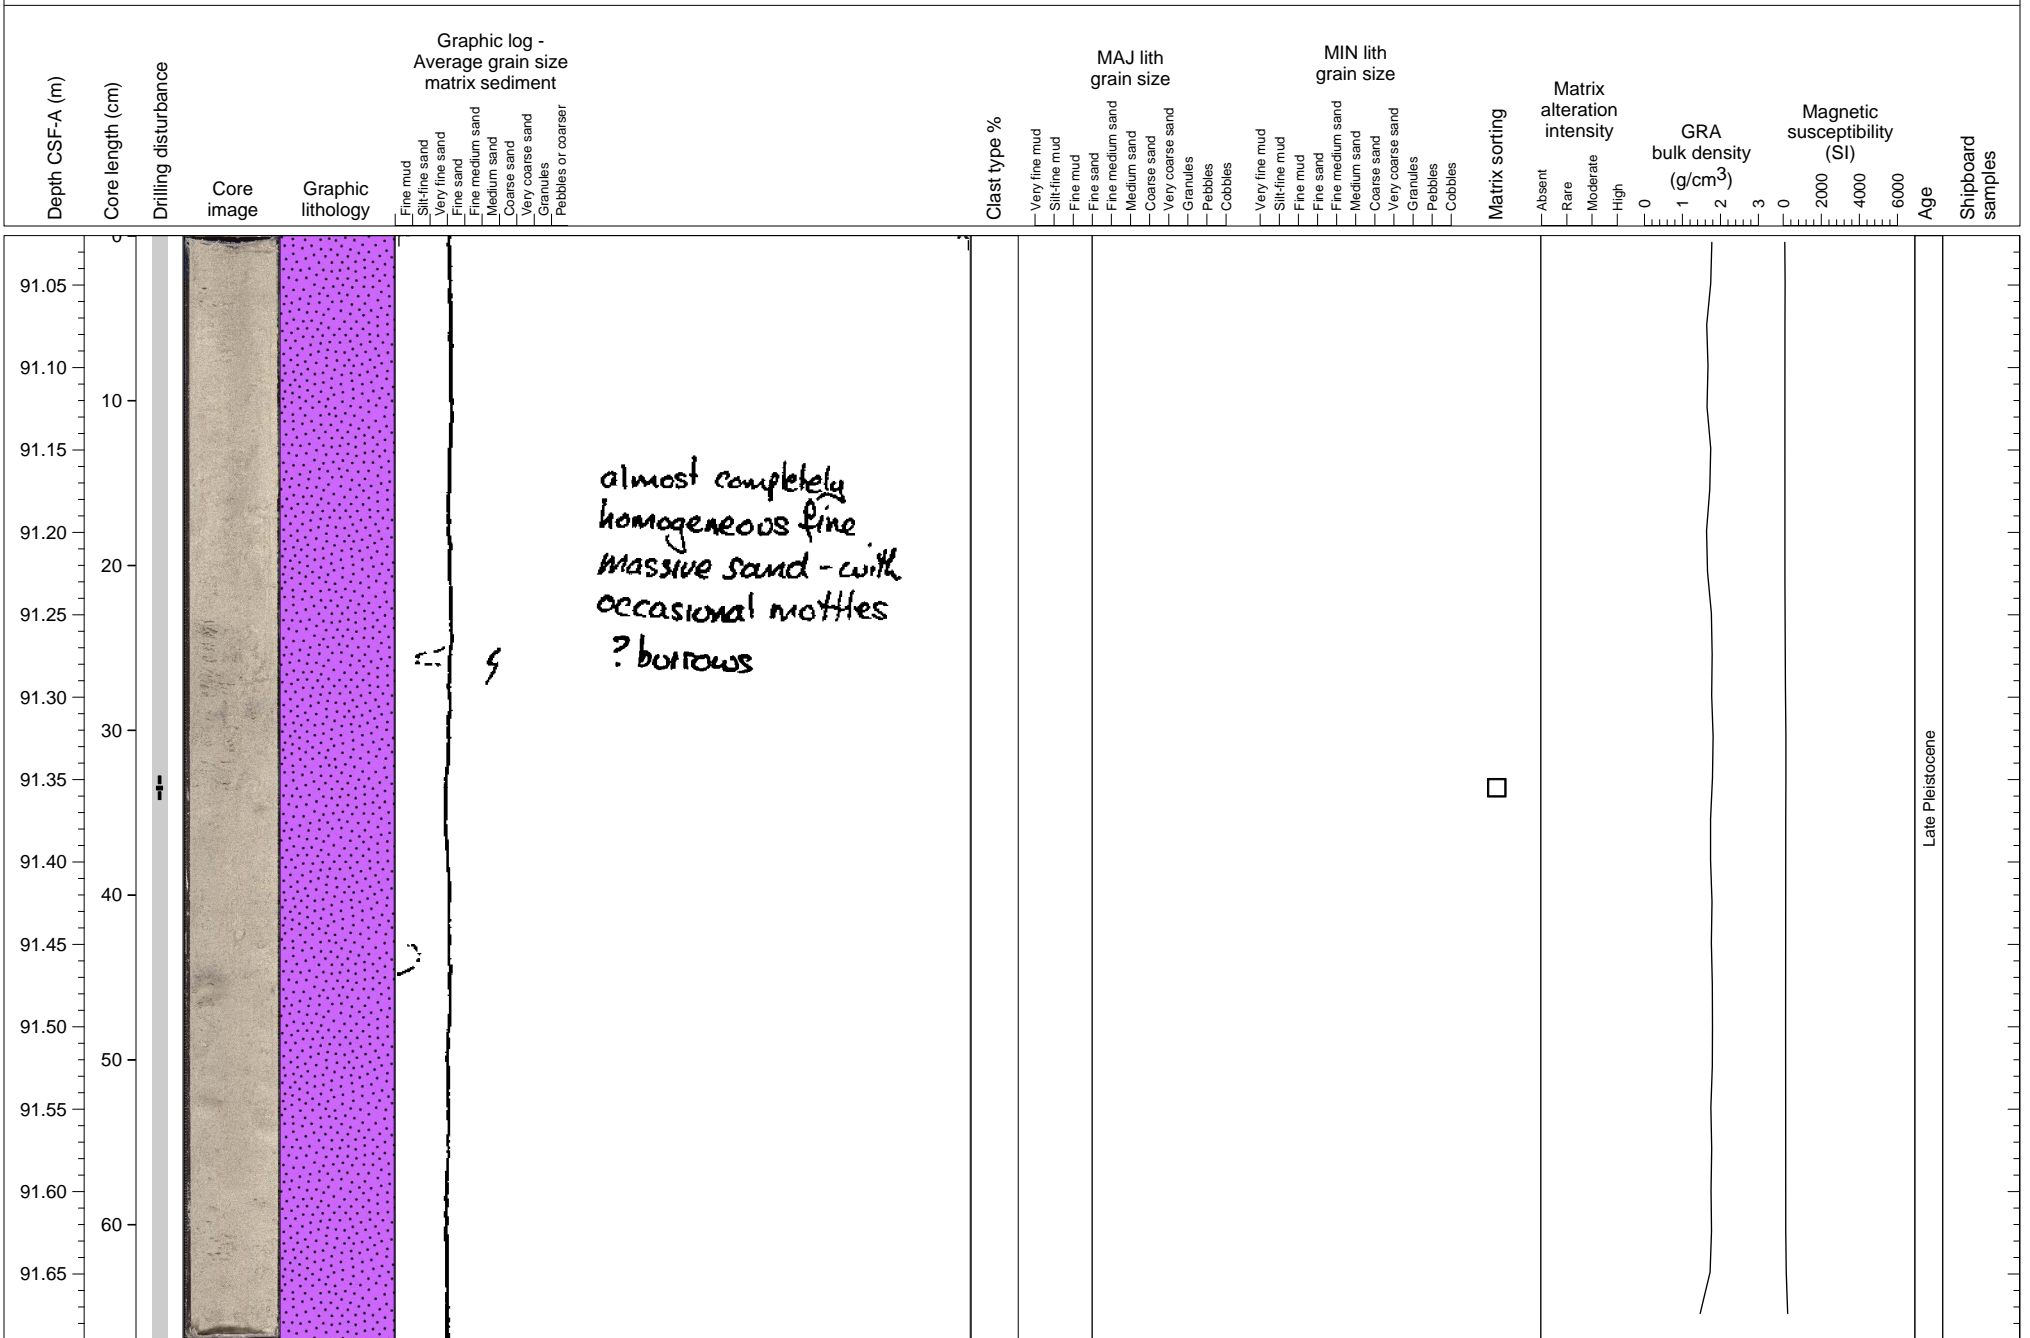 Depth CSF-A (m)
Core length (cm)
Drilling disturbance
Core
image
Graphic
lithology
Graphic log -
Average grain size
matrix sediment
Fine mud
Silt-fine sand
Very fine sand
Fine sand
Fine medium sand
Medium sand
Coarse sand
Very coarse sand
Granules
Pebbles or coarser
Clast type %
MAJ lith
grain size
Very fine mud
Silt-fine mud
Fine mud
Fine sand
Fine medium sand
Medium sand
Coarse sand
Very coarse sand
Granules
Pebbles
Cobbles
MIN lith
grain size
Very fine mud
Silt-fine mud
Fine mud
Fine sand
Fine medium sand
Medium sand
Coarse sand
Very coarse sand
Granules
Pebbles
Cobbles
Matrix sorting
Matrix
alteration
intensity
Absent
Rare
Moderate
High
GRA
bulk density
(g/cm3)
0 1 2 3
Magnetic
susceptibility
(SI)
0 2000 4000 6000
Age
Shipboard
samples
0
91.05
91.10
10
91.15
91.20
20
91.25
91.30
30
91.35
91.40
40
91.45
91.50
50
91.55
91.60
60
91.65
almost completely
homogeneous fine
massive sand - with
occasional mottles
? burrows
Late Pleistocene